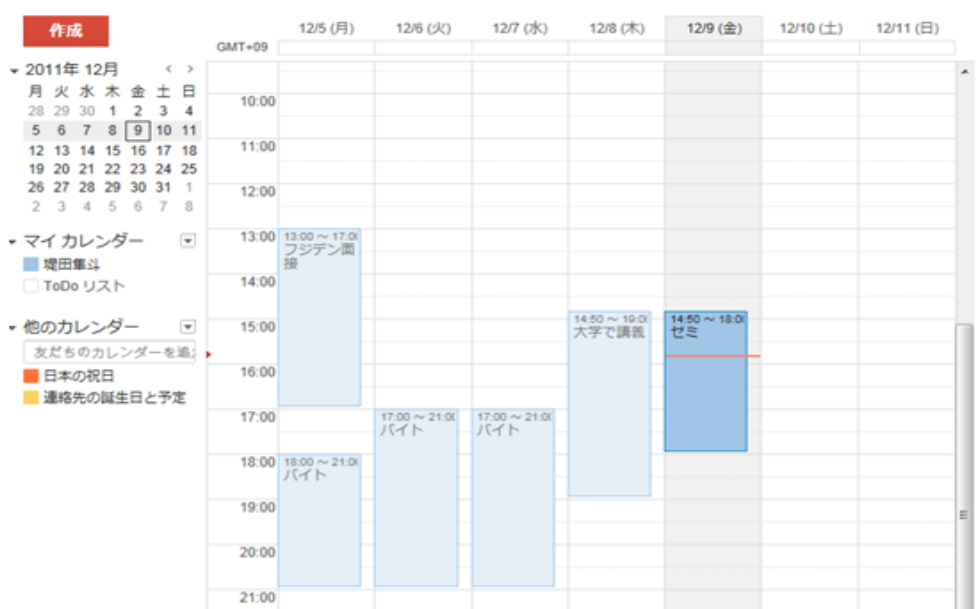 作成
12/5 (月) 12/6 (火) 12/7 (水) 12/8 (木) 12/9 (金) 12/10 (土) 12/11 (日)
GMT+09
2011年 12月 < >
月 火 水 木 金 土 日
28 29 30 1 2 3 4
5 6 7 8 9 10 11
12 13 14 15 16 17 18
19 20 21 22 23 24 25
26 27 28 29 30 31 1
2 3 4 5 6 7 8
マイ カレンダー
堤田隼斗
ToDo リスト
他のカレンダー
友だちのカレンダーを追
日本の祝日
連絡先の誕生日と予定
10:00
11:00
12:00
13:00
14:00
15:00
16:00
17:00
18:00
19:00
20:00
21:00
13:00 ～ 17:0
フジデン面
接
18:00 ～ 21:0
バイト
17:00 ～ 21:0
バイト
17:00 ～ 21:0
バイト
14:50 ～ 19:0
大学で講義
14:50 ～ 18:0
ゼミ